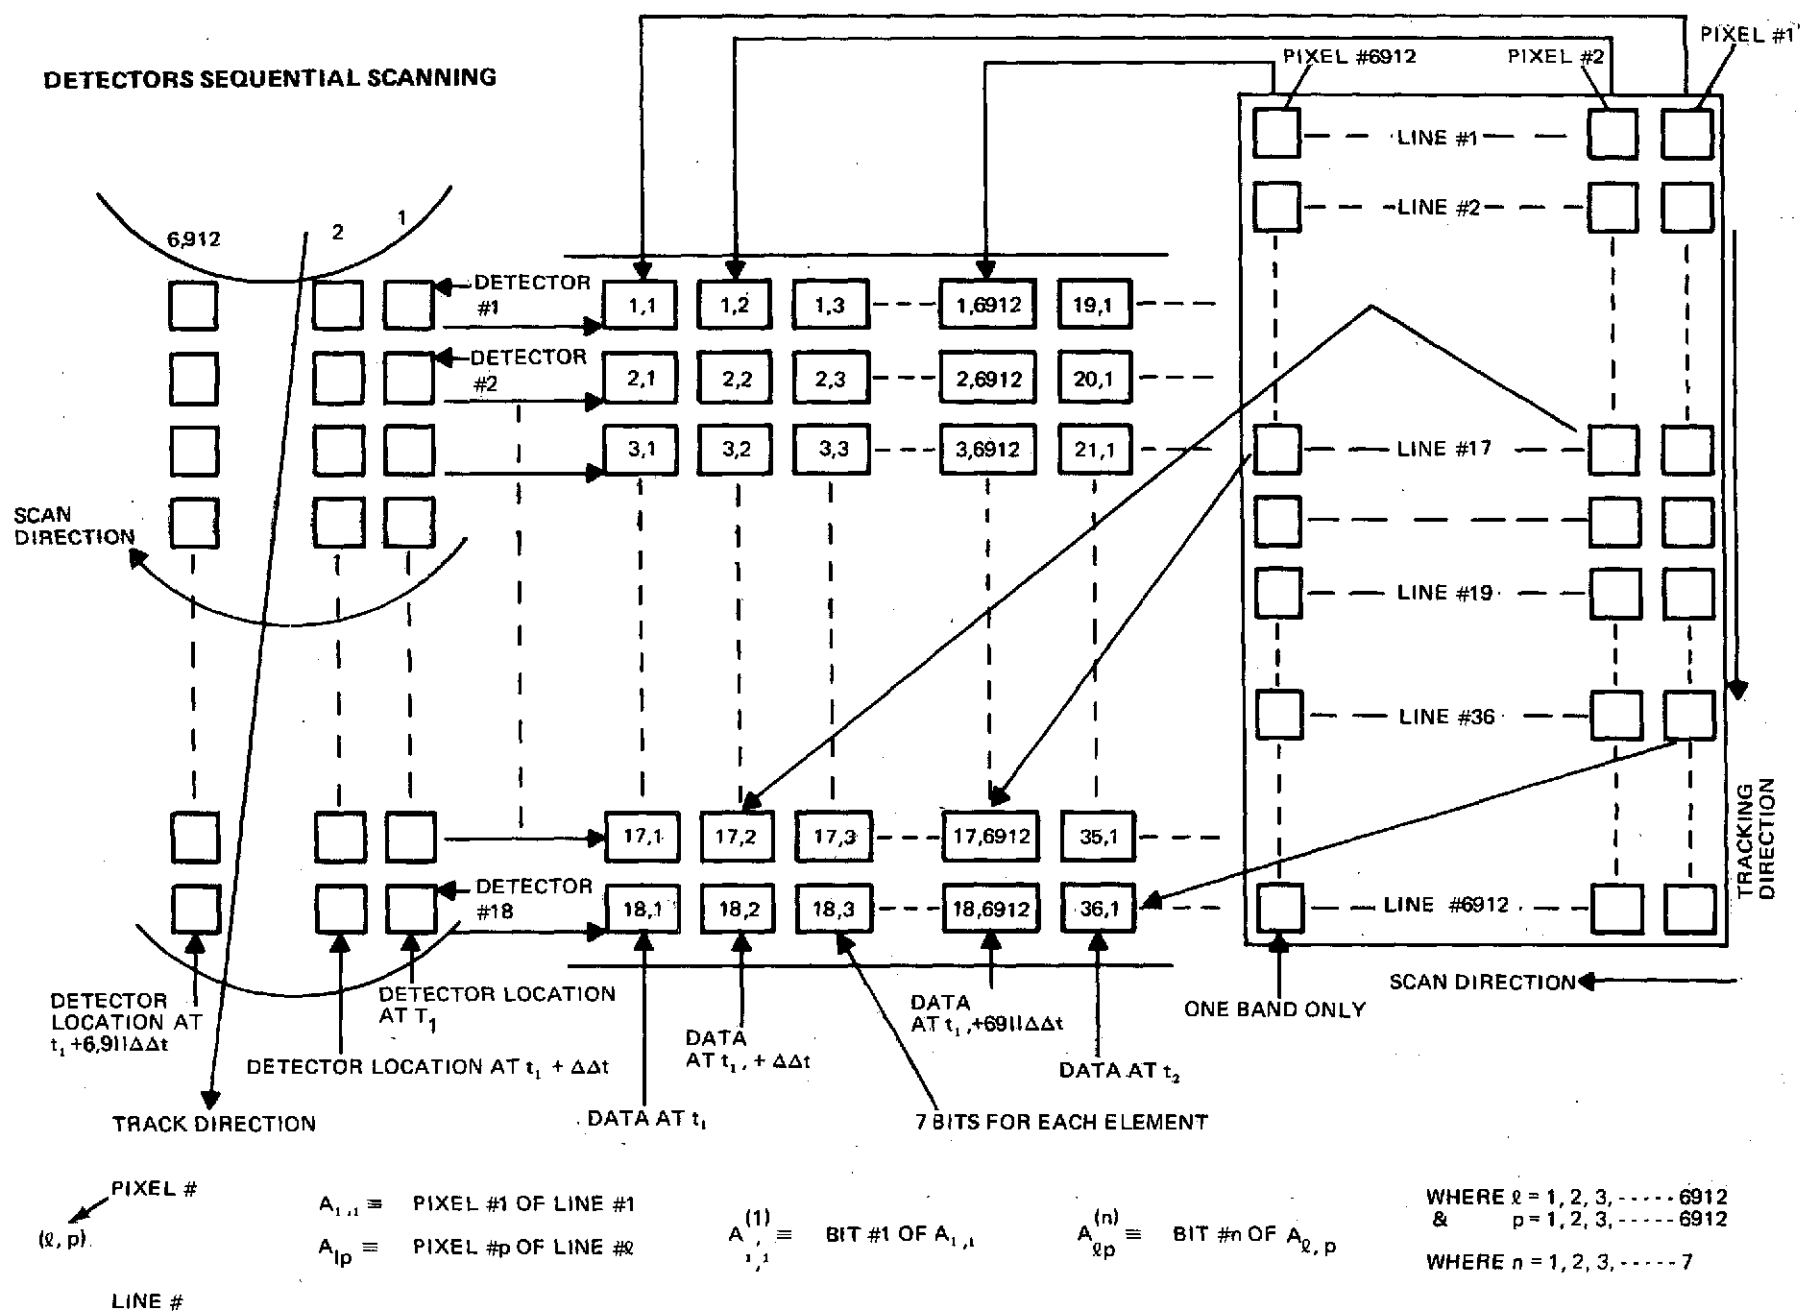 DETECTORS SEQUENTIAL SCANNING
PIXEL #6912
PIXEL #2
PIXEL #1
LINE #1
LINE #2
LINE #17
LINE #19
LINE #36
LINE #6912
TRACKING DIRECTION
SCAN DIRECTION
ONE BAND ONLY
6,912
2
1
DETECTOR #1
DETECTOR #2
DETECTOR #18
SCAN DIRECTION
1,1 1,2 1,3 1,6912 19,1
2,1 2,2 2,3 2,6912 20,1
3,1 3,2 3,3 3,6912 21,1
17,1 17,2 17,3 17,6912 35,1
18,1 18,2 18,3 18,6912 36,1
DETECTOR
LOCATION AT
t₁ +6,911ΔΔt
DETECTOR LOCATION
AT T₁
DETECTOR LOCATION AT t₁ + ΔΔt
TRACK DIRECTION
DATA AT t₁
DATA
AT t₁, + ΔΔt
7 BITS FOR EACH ELEMENT
DATA
AT t₁,+6911ΔΔt
DATA AT t₂
PIXEL #
(ℓ, p)
LINE #
A₁,₁ ≡ PIXEL #1 OF LINE #1
Alp ≡ PIXEL #p OF LINE #ℓ
A(1)1,1 ≡ BIT #1 OF A₁,₁
A(n)ℓp ≡ BIT #n OF Aℓ, p
WHERE ℓ = 1, 2, 3, ----- 6912
& p = 1, 2, 3, ----- 6912
WHERE n = 1, 2, 3, ----- 7